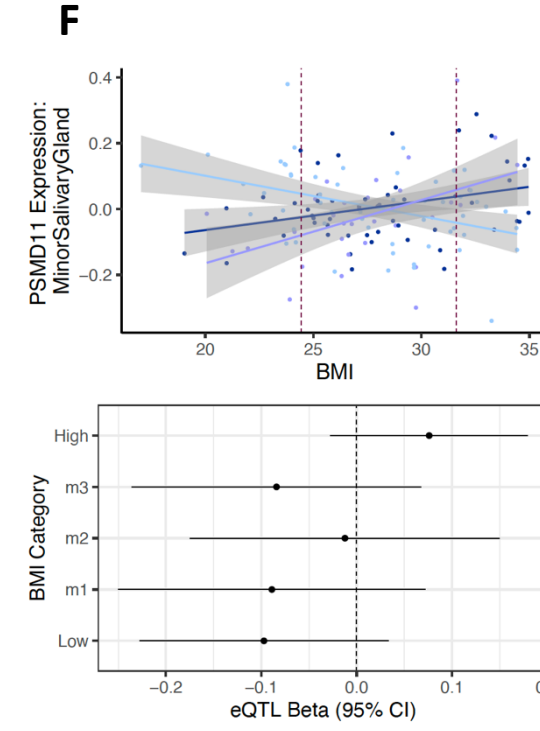 F
PSMD11 Expression:
MinorSalivaryGland
0.4
0.2
0.0
−0.2
20 25 30 35
BMI
BMI Category
High
m3
m2
m1
Low
−0.2 −0.1 0.0 0.1
eQTL Beta (95% CI)